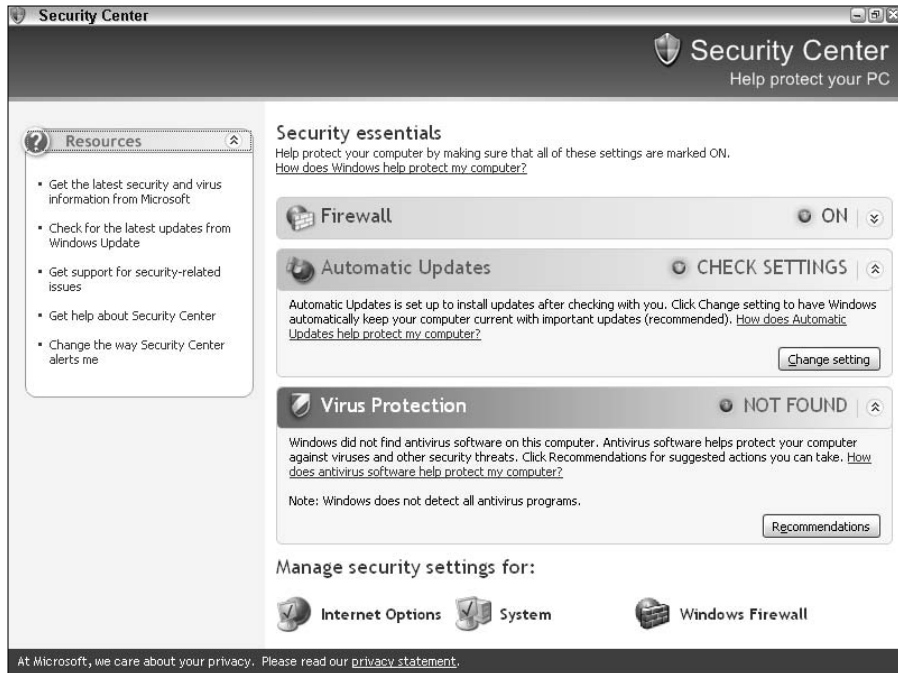 Security Center
Security Center
Help protect your PC
Resources
▪ Get the latest security and virus
information from Microsoft
▪ Check for the latest updates from
Windows Update
▪ Get support for security-related
issues
▪ Get help about Security Center
▪ Change the way Security Center
alerts me
Security essentials
Help protect your computer by making sure that all of these settings are marked ON.
How does Windows help protect my computer?
Firewall ON
Automatic Updates CHECK SETTINGS
Automatic Updates is set up to install updates after checking with you. Click Change setting to have Windows
automatically keep your computer current with important updates (recommended). How does Automatic
Updates help protect my computer?
Change setting
Virus Protection NOT FOUND
Windows did not find antivirus software on this computer. Antivirus software helps protect your computer
against viruses and other security threats. Click Recommendations for suggested actions you can take. How
does antivirus software help protect my computer?
Note: Windows does not detect all antivirus programs.
Recommendations
Manage security settings for:
Internet Options System Windows Firewall
At Microsoft, we care about your privacy. Please read our privacy statement.